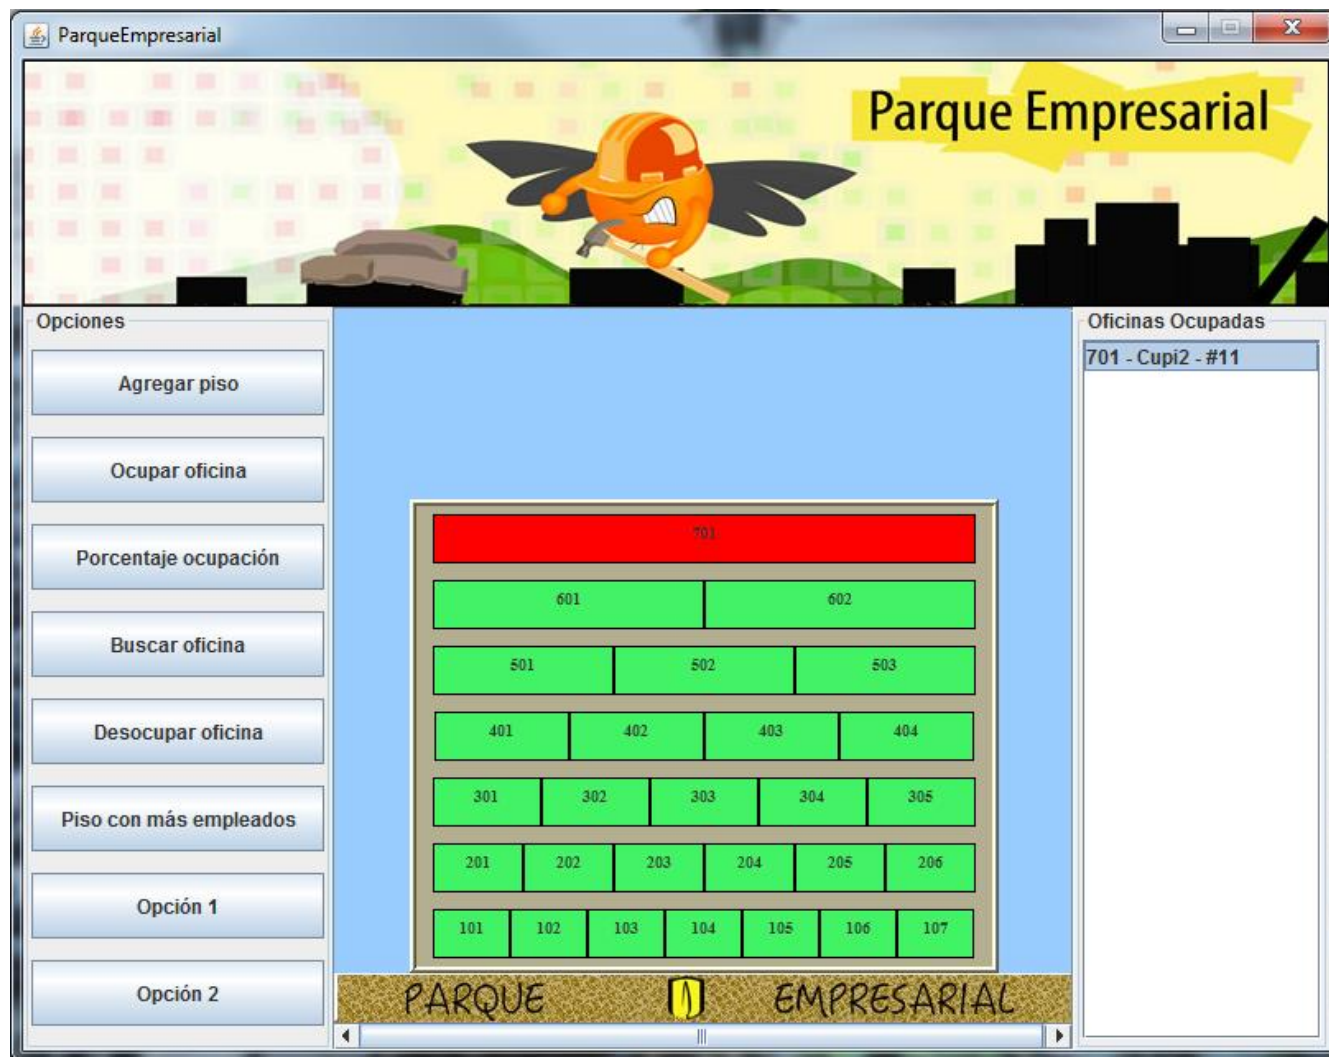 ParqueEmpresarial
Parque Empresarial
Opciones
Agregar piso
Ocupar oficina
Porcentaje ocupación
Buscar oficina
Desocupar oficina
Piso con más empleados
Opción 1
Opción 2
701
601 602
501 502 503
401 402 403 404
301 302 303 304 305
201 202 203 204 205 206
101 102 103 104 105 106 107
PARQUE EMPRESARIAL
Oficinas Ocupadas
701 - Cupi2 - #11